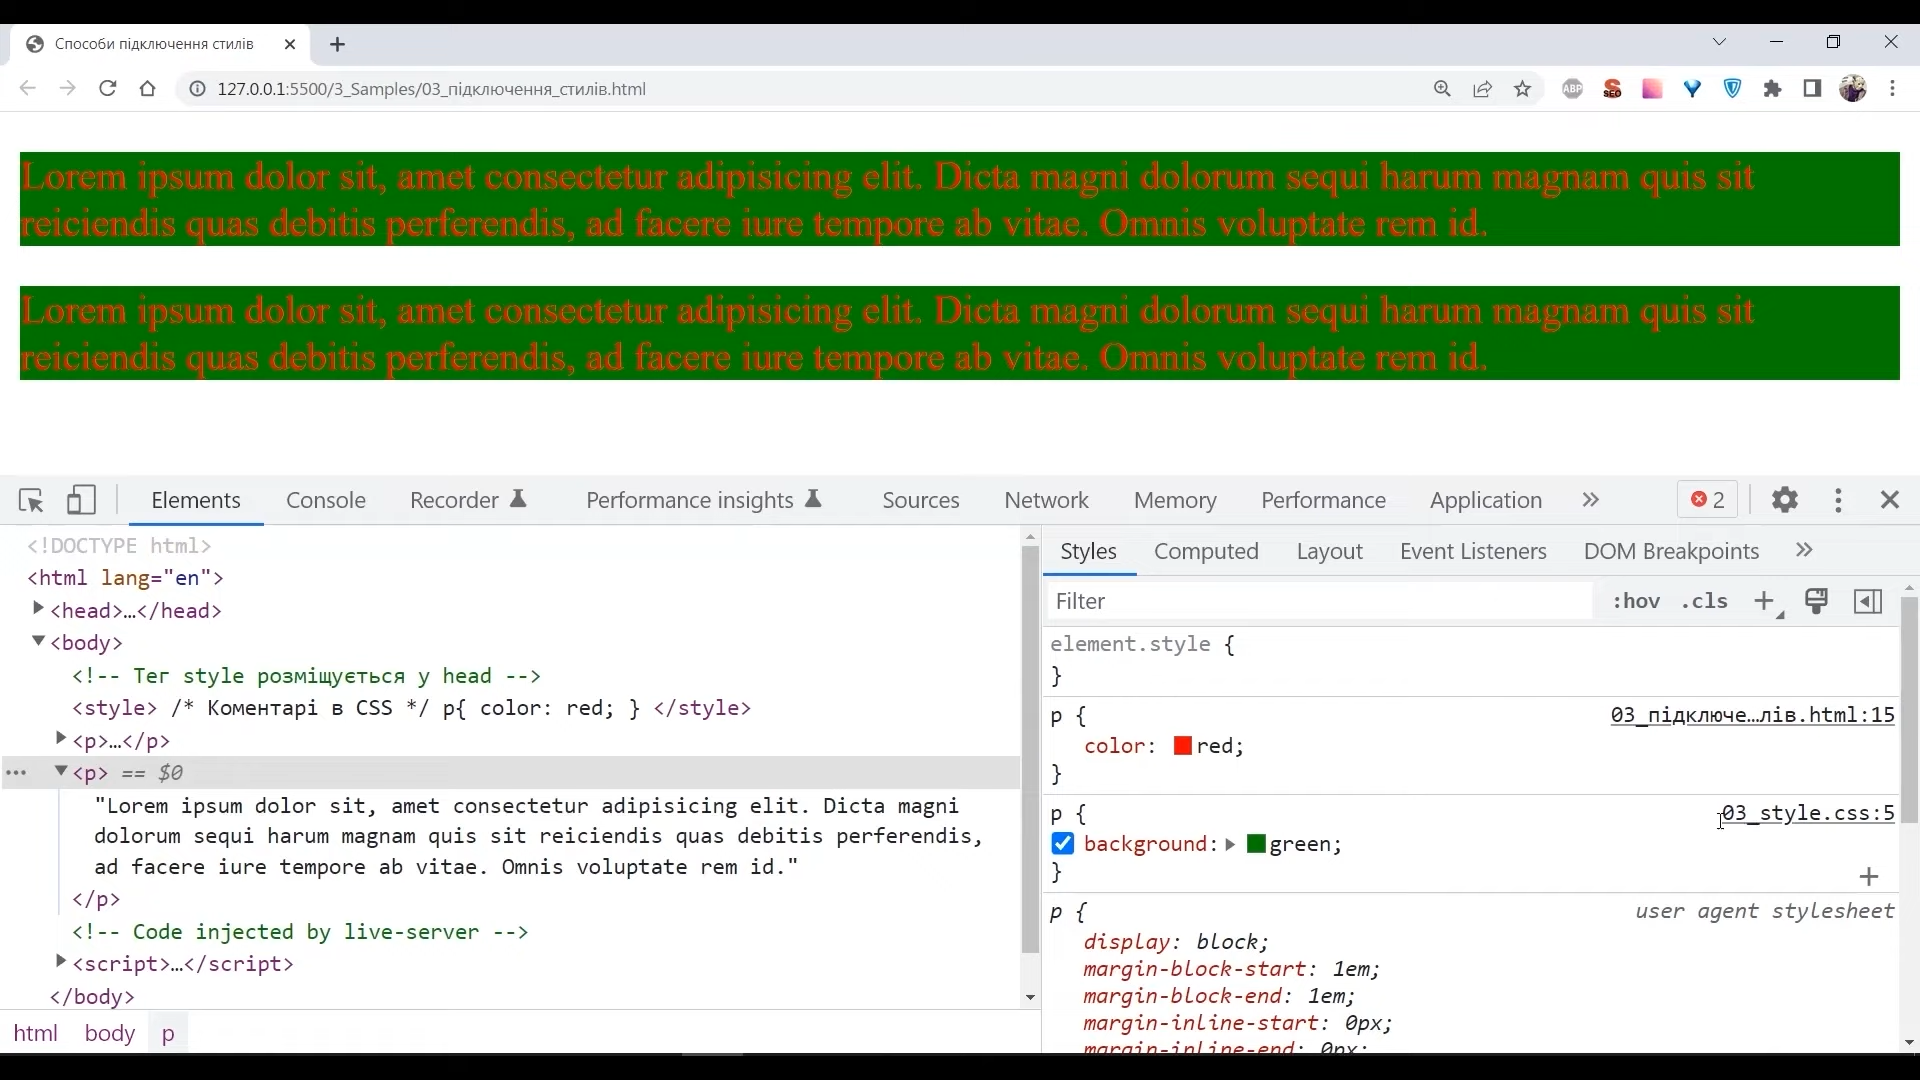 Способи підключення стилів
127.0.0.1:5500/3_Samples/03_підключення_стилів.html
ABP
SEO
Lorem ipsum dolor sit, amet consectetur adipisicing elit. Dicta magni dolorum sequi harum magnam quis sit
reiciendis quas debitis perferendis, ad facere iure tempore ab vitae. Omnis voluptate rem id.
Lorem ipsum dolor sit, amet consectetur adipisicing elit. Dicta magni dolorum sequi harum magnam quis sit
reiciendis quas debitis perferendis, ad facere iure tempore ab vitae. Omnis voluptate rem id.
Elements Console Recorder Performance insights Sources Network Memory Performance Application 2
<!DOCTYPE html>
<html lang="en">
<head>…</head>
<body>
<!-- Тег style розміщується у head -->
<style> /* Коментарі в CSS */ p{ color: red; } </style>
<p>…</p>
<p> == $0
"Lorem ipsum dolor sit, amet consectetur adipisicing elit. Dicta magni
dolorum sequi harum magnam quis sit reiciendis quas debitis perferendis,
ad facere iure tempore ab vitae. Omnis voluptate rem id."
</p>
<!-- Code injected by live-server -->
<script>…</script>
</body>
html body p
Styles Computed Layout Event Listeners DOM Breakpoints
Filter :hov .cls
element.style {
}
p { 03_підключе…лів.html:15
color: red;
}
p { 03_style.css:5
background: green;
}
p { user agent stylesheet
display: block;
margin-block-start: 1em;
margin-block-end: 1em;
margin-inline-start: 0px;
margin-inline-end: 0px;